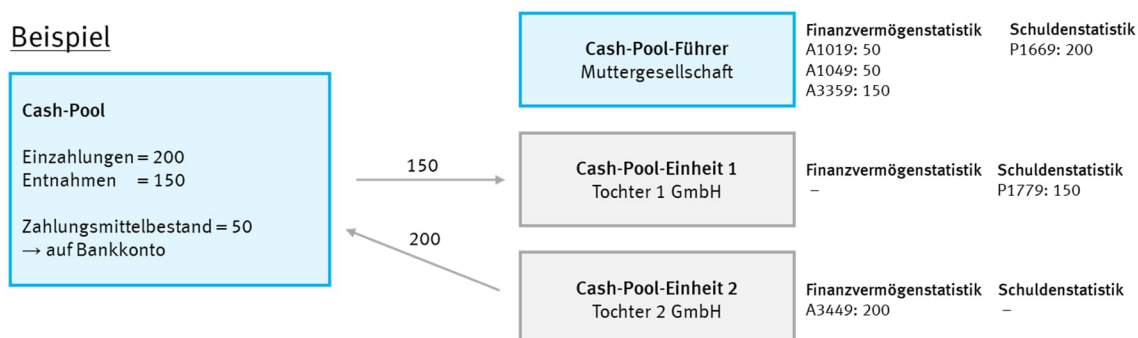 Beispiel
Cash-Pool
Einzahlungen = 200
Entnahmen = 150
Zahlungsmittelbestand = 50
→ auf Bankkonto
150
200
Cash-Pool-Führer
Muttergesellschaft
Finanzvermögenstatistik
A1019: 50
A1049: 50
A3359: 150
Schuldenstatistik
P1669: 200
Cash-Pool-Einheit 1
Tochter 1 GmbH
Finanzvermögenstatistik
–
Schuldenstatistik
P1779: 150
Cash-Pool-Einheit 2
Tochter 2 GmbH
Finanzvermögenstatistik
A3449: 200
Schuldenstatistik
–